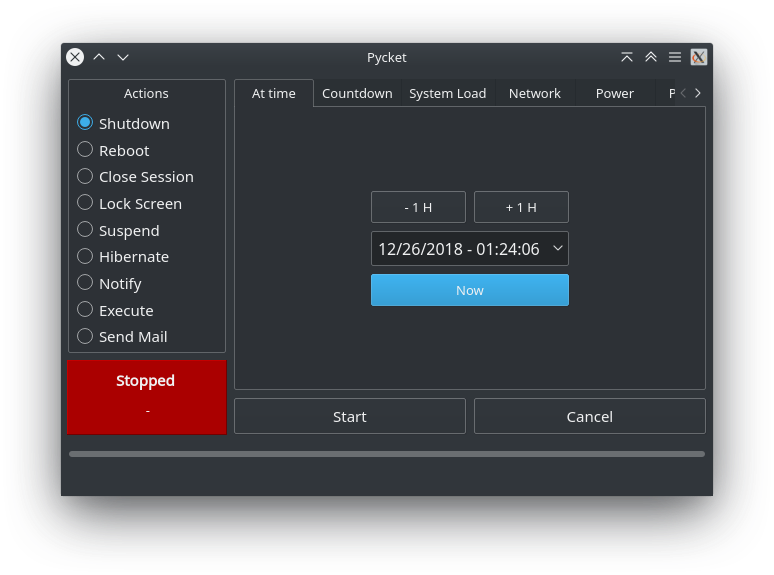 Pycket
Actions
Shutdown
Reboot
Close Session
Lock Screen
Suspend
Hibernate
Notify
Execute
Send Mail
Stopped
-
At time Countdown System Load Network Power
- 1 H + 1 H
12/26/2018 - 01:24:06
Now
Start Cancel